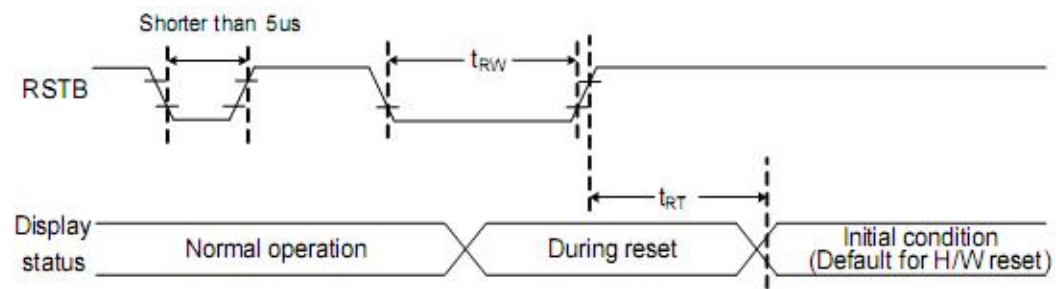 Shorter than 5us
RSTB
tRW
tRT
Display
status
Normal operation
During reset
Initial condition
(Default for H/W reset)